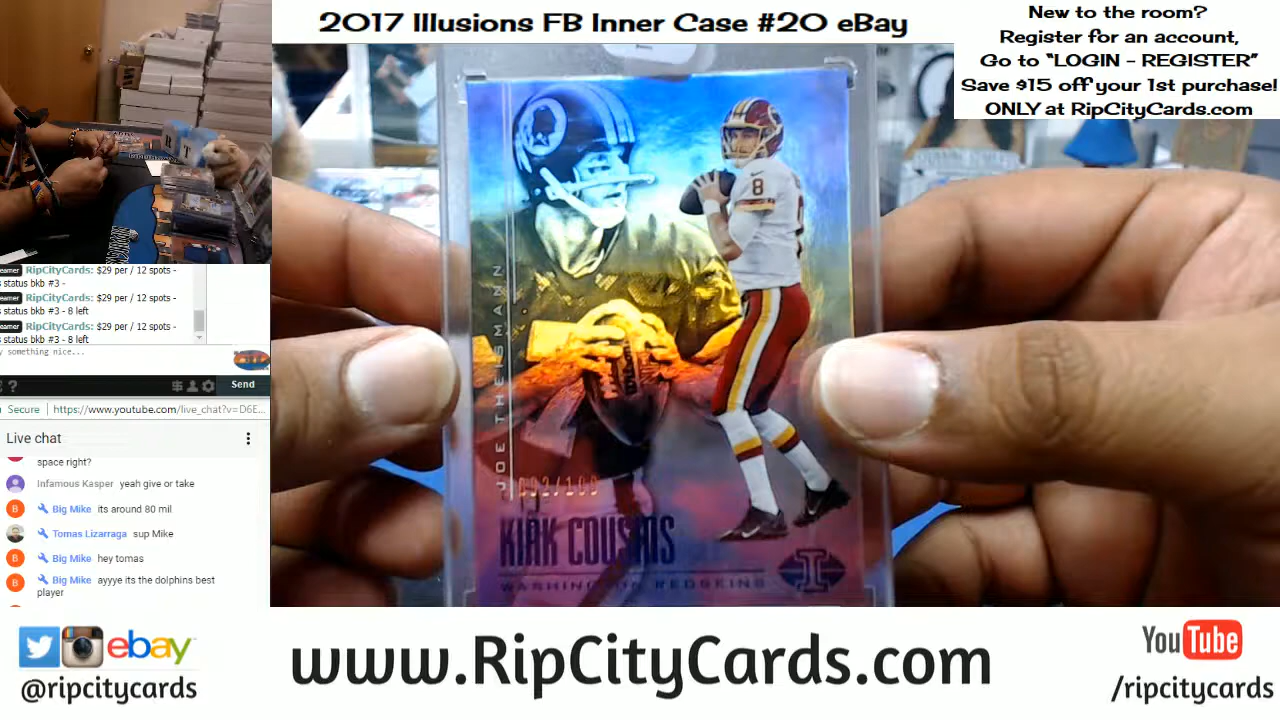 2017 Illusions FB Inner Case #20 eBay
New to the room?
Register for an account,
Go to “LOGIN - REGISTER”
Save $15 off your 1st purchase!
ONLY at RipCityCards.com
8
JOE THEISMANN
092/199
KIRK COUSINS
WASHINGTON REDSKINS
RipCityCards: $29 per / 12 spots -
s status bkb #3 -
RipCityCards: $29 per / 12 spots -
s status bkb #3 - 8 left
RipCityCards: $29 per / 12 spots -
s status bkb #3 - 8 left
y something nice...
?
Send
Secure
https://www.youtube.com/live_chat?v=D6E...
Live chat
space right?
Infamous Kasper yeah give or take
B Big Mike its around 80 mil
Tomas Lizarraga sup Mike
B Big Mike hey tomas
B Big Mike ayyye its the dolphins best
player
ebay
@ripcitycards
www.RipCityCards.com
YouTube
/ripcitycards